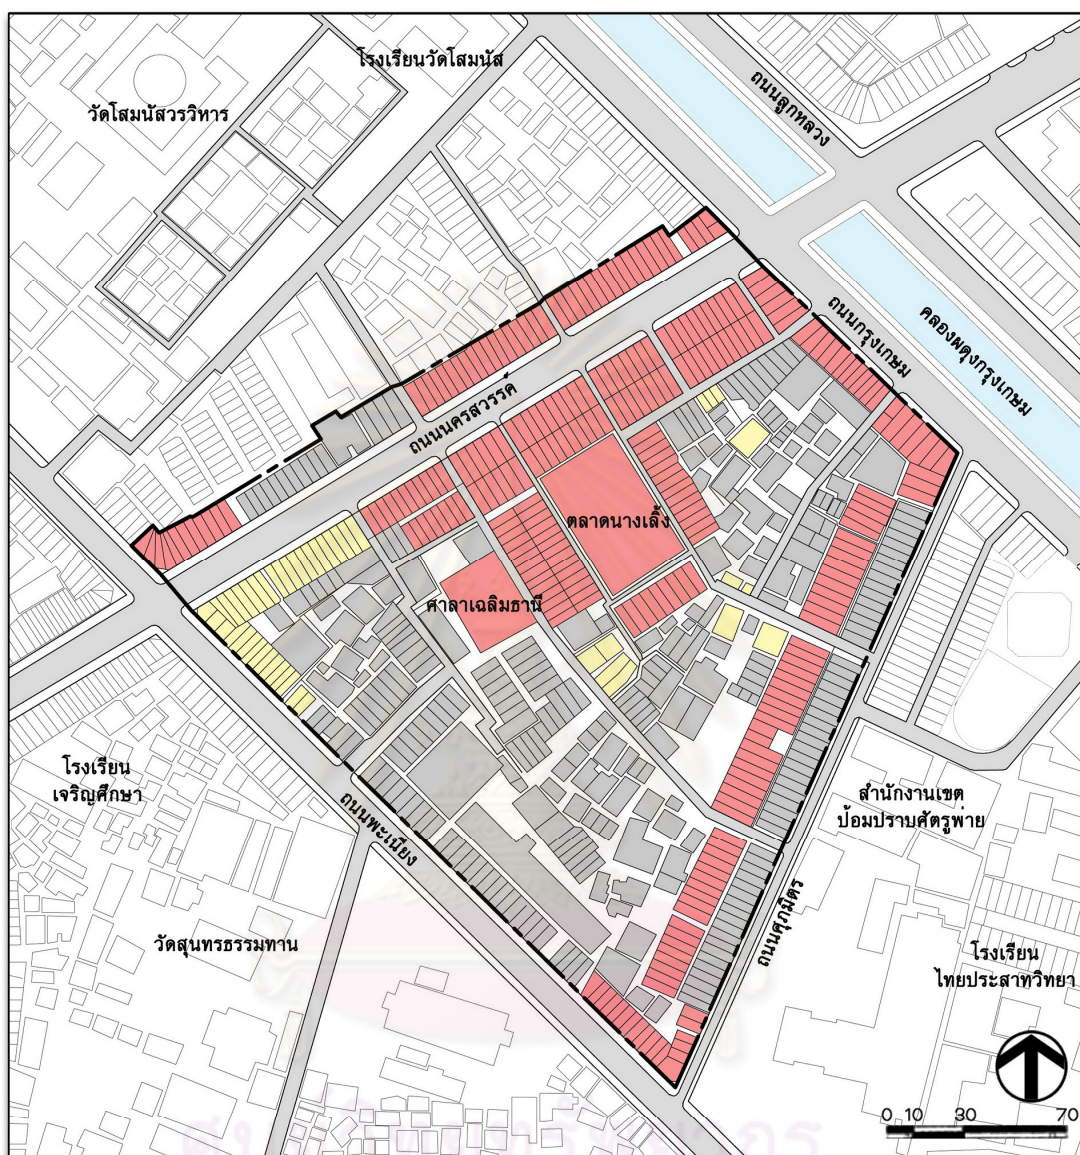 โรงเรียนวัดโสมนัส
วัดโสมนัสวรวิหาร
ถนนลูกหลวง
ถนนกรุงเกษม
คลองผดุงกรุงเกษม
ถนนนครสวรรค์
ตลาดนางเลิ้ง
ศาลาเฉลิมธานี
โรงเรียน
เจริญศึกษา
ถนนพะเนียง
สำนักงานเขต
ป้อมปราบศัตรูพ่าย
วัดสุนทรธรรมทาน
ถนนศุภมิตร
โรงเรียน
ไทยประสาทวิทยา
0 10 30 70